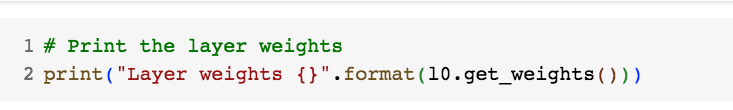 1 # Print the layer weights
2 print("Layer weights {}".format(l0.get_weights()))